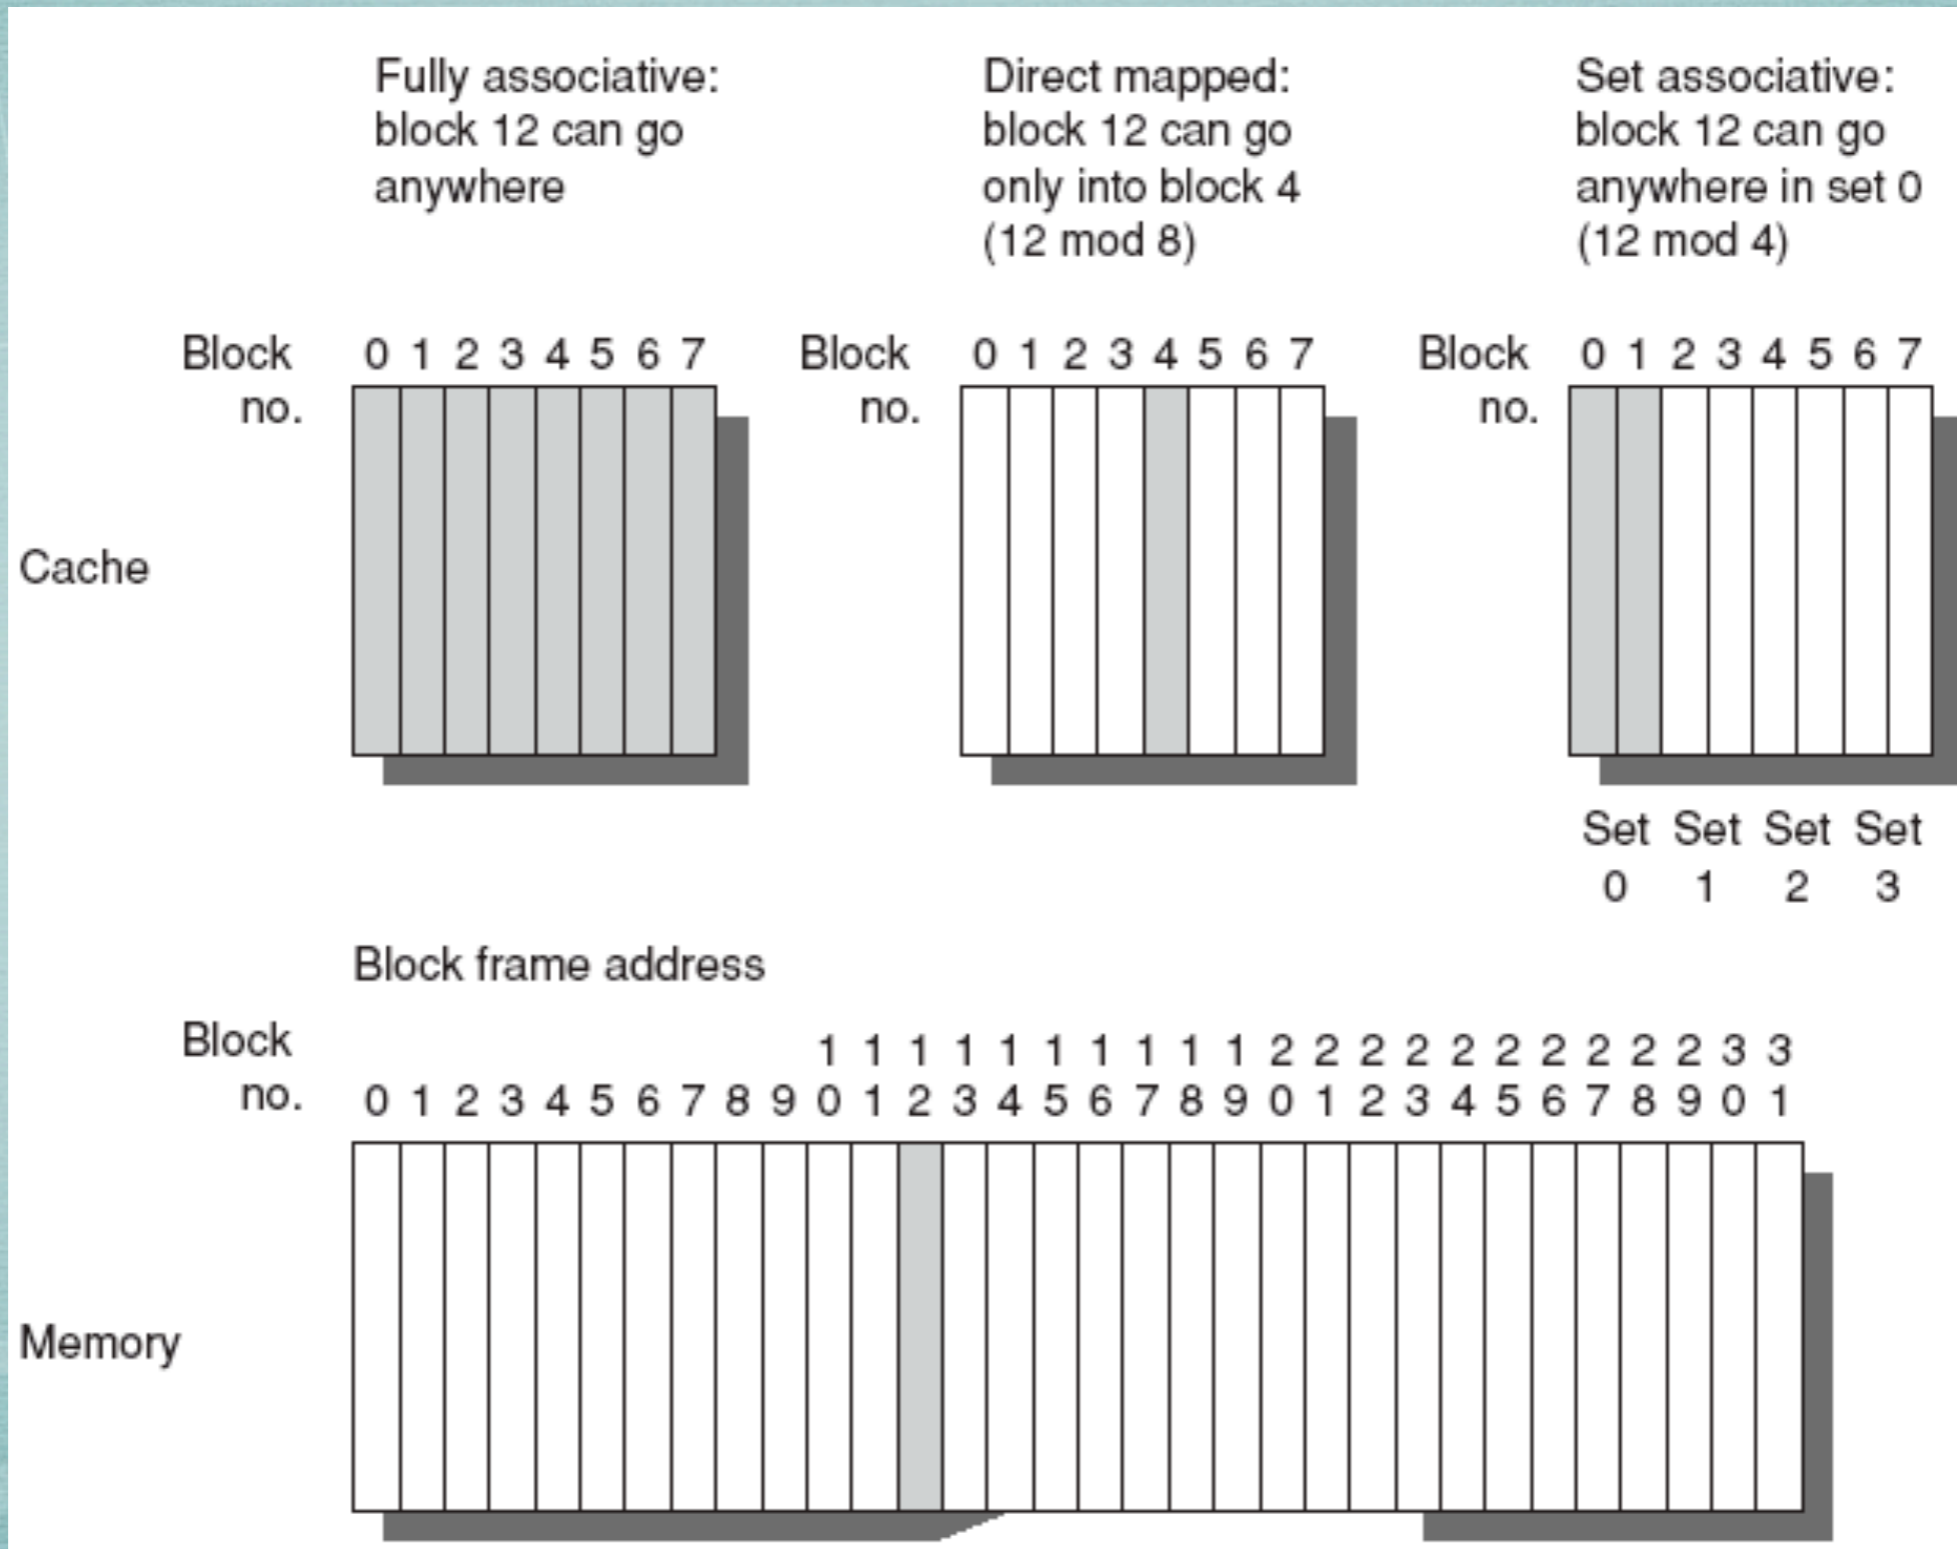 Fully associative:
block 12 can go
anywhere
Direct mapped:
block 12 can go
only into block 4
(12 mod 8)
Set associative:
block 12 can go
anywhere in set 0
(12 mod 4)
Block
no.
0 1 2 3 4 5 6 7
Block
no.
0 1 2 3 4 5 6 7
Block
no.
0 1 2 3 4 5 6 7
Cache
Set Set Set Set
0 1 2 3
Block frame address
Block
no.
1 1 1 1 1 1 1 1 1 1 2 2 2 2 2 2 2 2 2 2 3 3
0 1 2 3 4 5 6 7 8 9 0 1 2 3 4 5 6 7 8 9 0 1 2 3 4 5 6 7 8 9 0 1
Memory